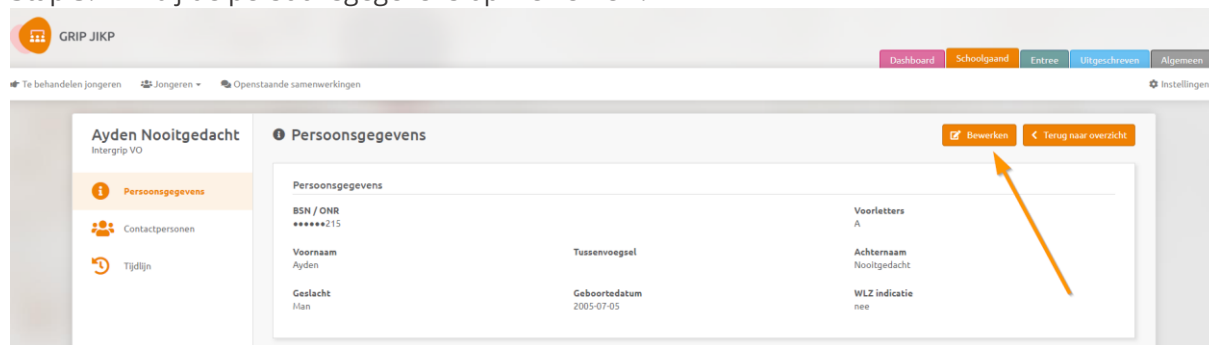 GRIP JIKP
Dashboard Schoolgaand Entree Uitgeschreven Algemeen
Te behandelen jongeren Jongeren Openstaande samenwerkingen Instellingen
Ayden Nooitgedacht
Intergrip VO
Persoonsgegevens
Contactpersonen
Tijdlijn
Persoonsgegevens
Bewerken Terug naar overzicht
Persoonsgegevens
BSN / ONR Voorletters
●●●●●●215 A
Voornaam Tussenvoegsel Achternaam
Ayden Nooitgedacht
Geslacht Geboortedatum WLZ indicatie
Man 2005-07-05 nee